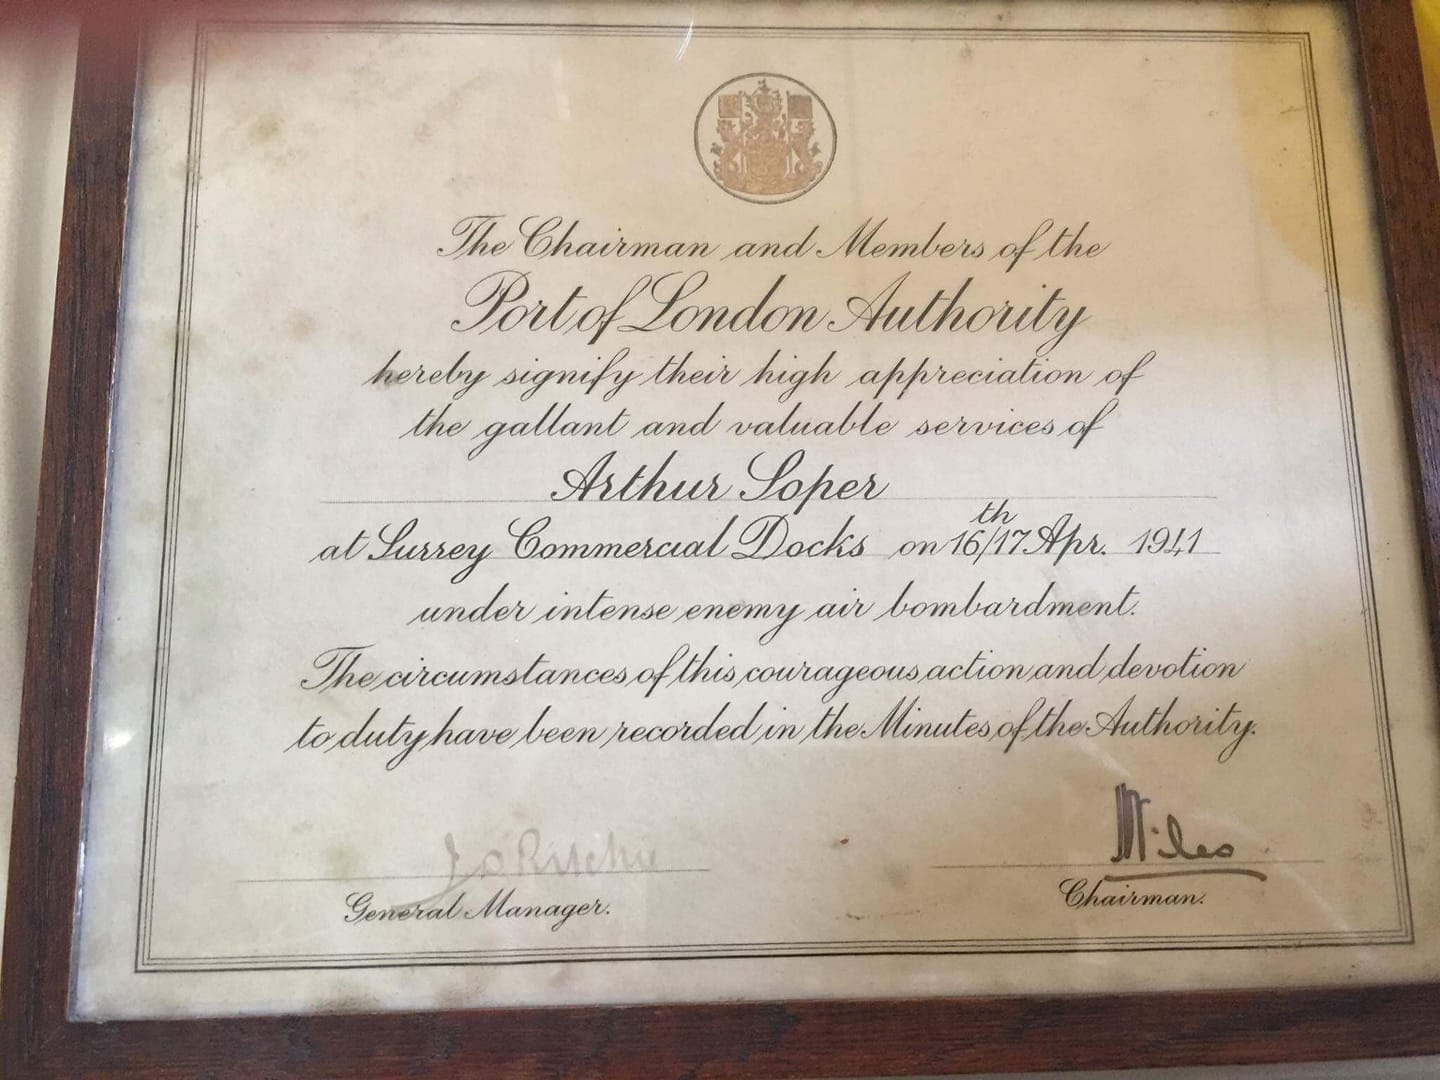 The Chairman and Members of the
Port of London Authority
hereby signify their high appreciation of
the gallant and valuable services of
Arthur Soper
at Surrey Commercial Docks on 16/17th Apr. 1941
under intense enemy air bombardment.
The circumstances of this courageous action and devotion
to duty have been recorded in the Minutes of the Authority.
Ritchie
Wiles
General Manager.
Chairman.